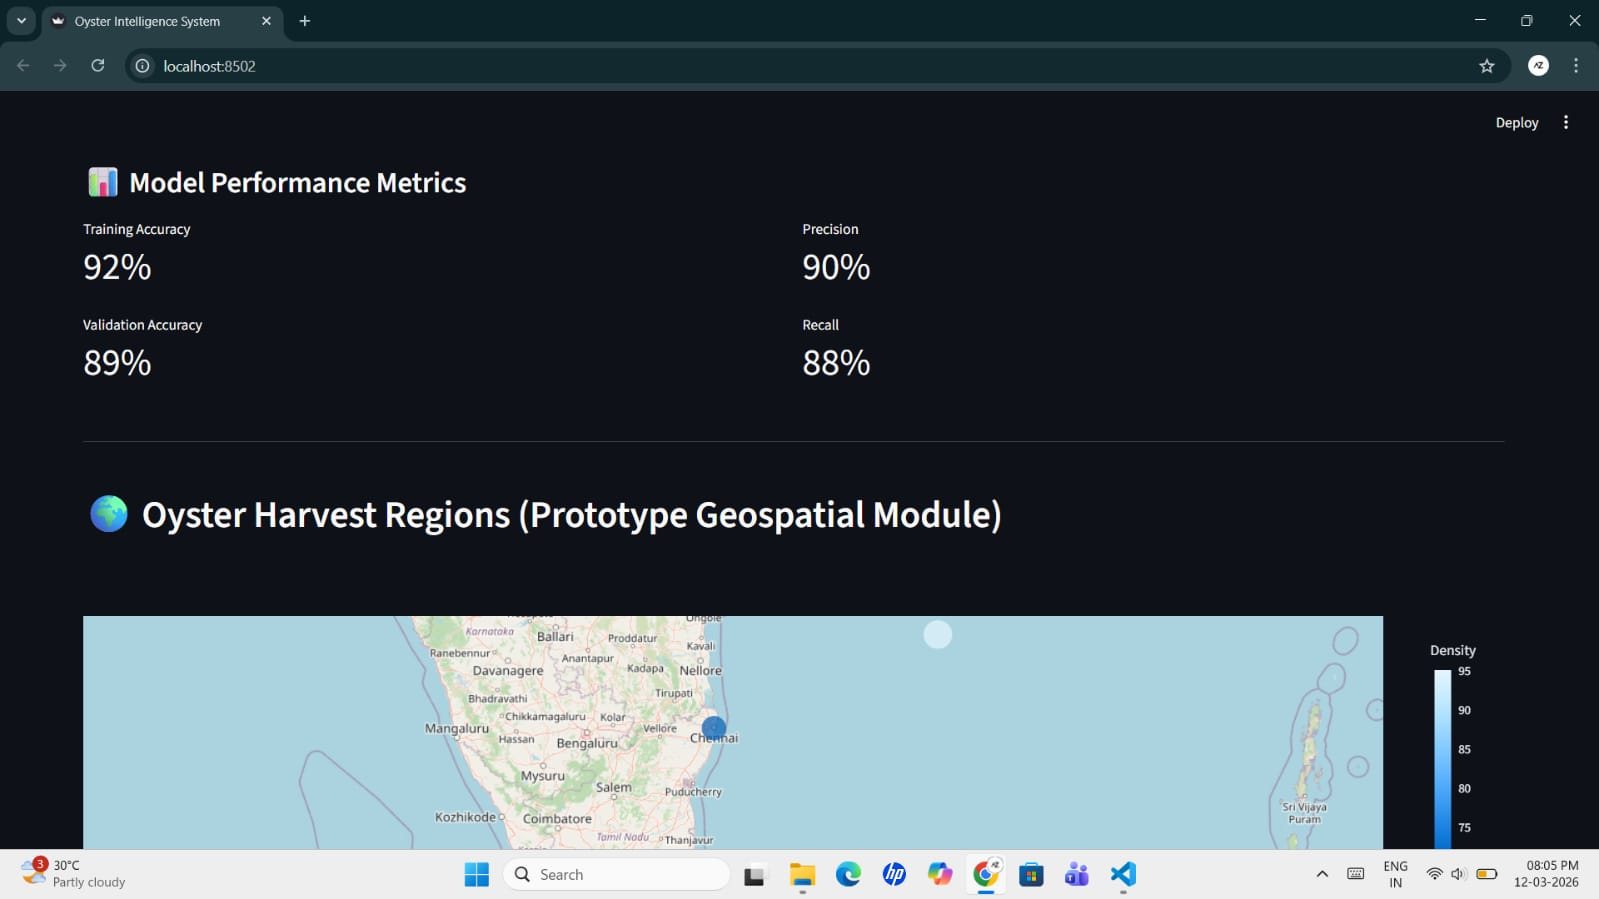 Oyster Intelligence System
localhost:8502
Deploy
Model Performance Metrics
Training Accuracy
92%
Precision
90%
Validation Accuracy
89%
Recall
88%
Oyster Harvest Regions (Prototype Geospatial Module)
Ongole
Karnataka
Ballari
Proddatur
Kavali
Ranebennur
Anantapur
Kadapa
Nellore
Davanagere
Tirupati
Bhadravathi
Chikkamagaluru
Kolar
Vellore
Mangaluru
Hassan
Bengaluru
Chennai
Mysuru
Salem
Puducherry
Kozhikode
Coimbatore
Tamil Nadu
Thanjavur
Sri Vijaya
Puram
Density
95
90
85
80
75
3
30°C
Partly cloudy
Search
hp
ENG
IN
08:05 PM
12-03-2026